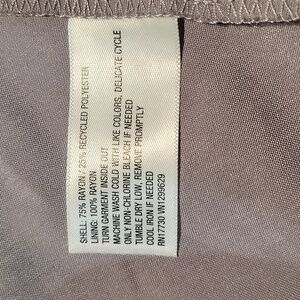 SHELL: 75% RAYON / 25% RECYCLED POLYESTER
LINING: 100% RAYON
TURN GARMENT INSIDE OUT
MACHINE WASH COLD WITH LIKE COLORS, DELICATE CYCLE
ONLY NON-CHLORINE BLEACH IF NEEDED
TUMBLE DRY LOW, REMOVE PROMPTLY
COOL IRON IF NEEDED
RN17730 VN1299629